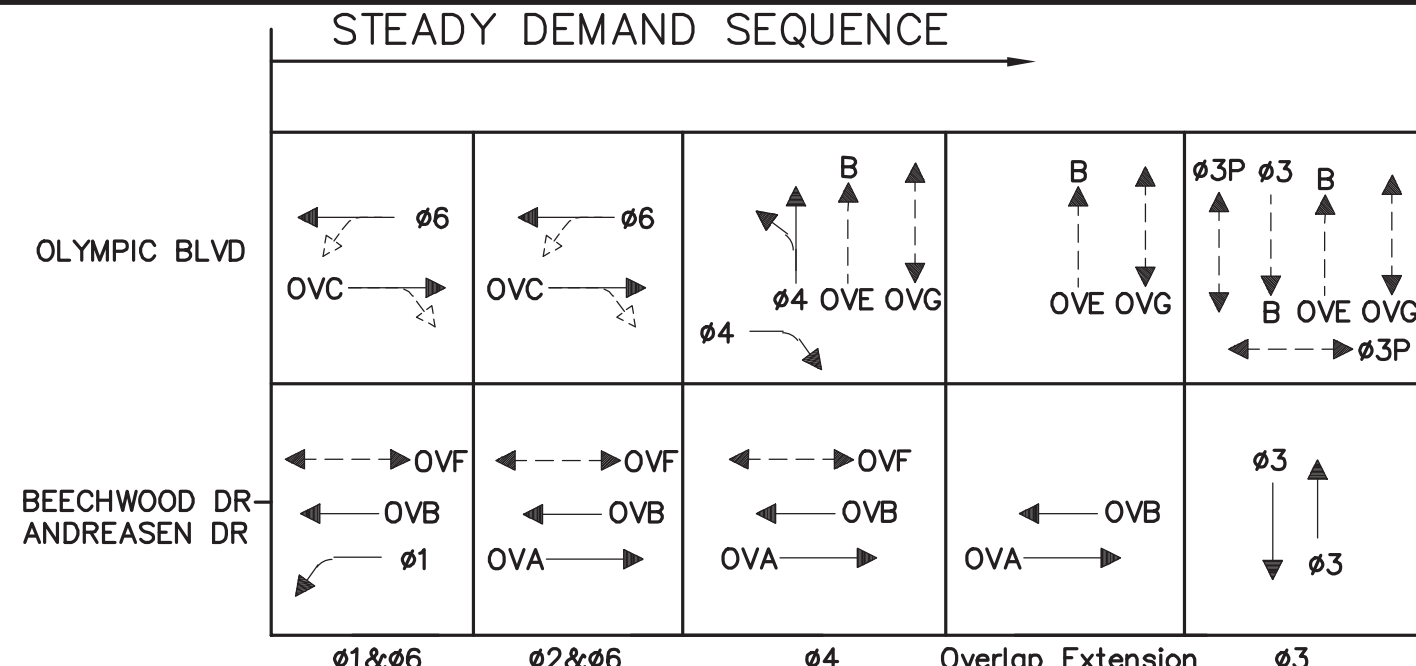 STEADY DEMAND SEQUENCE
OLYMPIC BLVD
ø6
OVC
ø6
OVC
B
ø4 OVE OVG
ø4
B
OVE OVG
ø3P ø3 B
B OVE OVG
ø3P
BEECHWOOD DR
ANDREASEN DR
OVF
OVB
ø1
OVF
OVB
OVA
OVF
OVB
OVA
OVB
OVA
ø3
ø3
ø1&ø6 ø2&ø6 ø4 Overlap Extension ø3